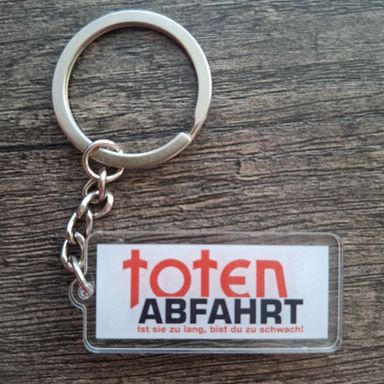 toten
ABFAHRT
Ist sie zu lang, bist du zu schwach!